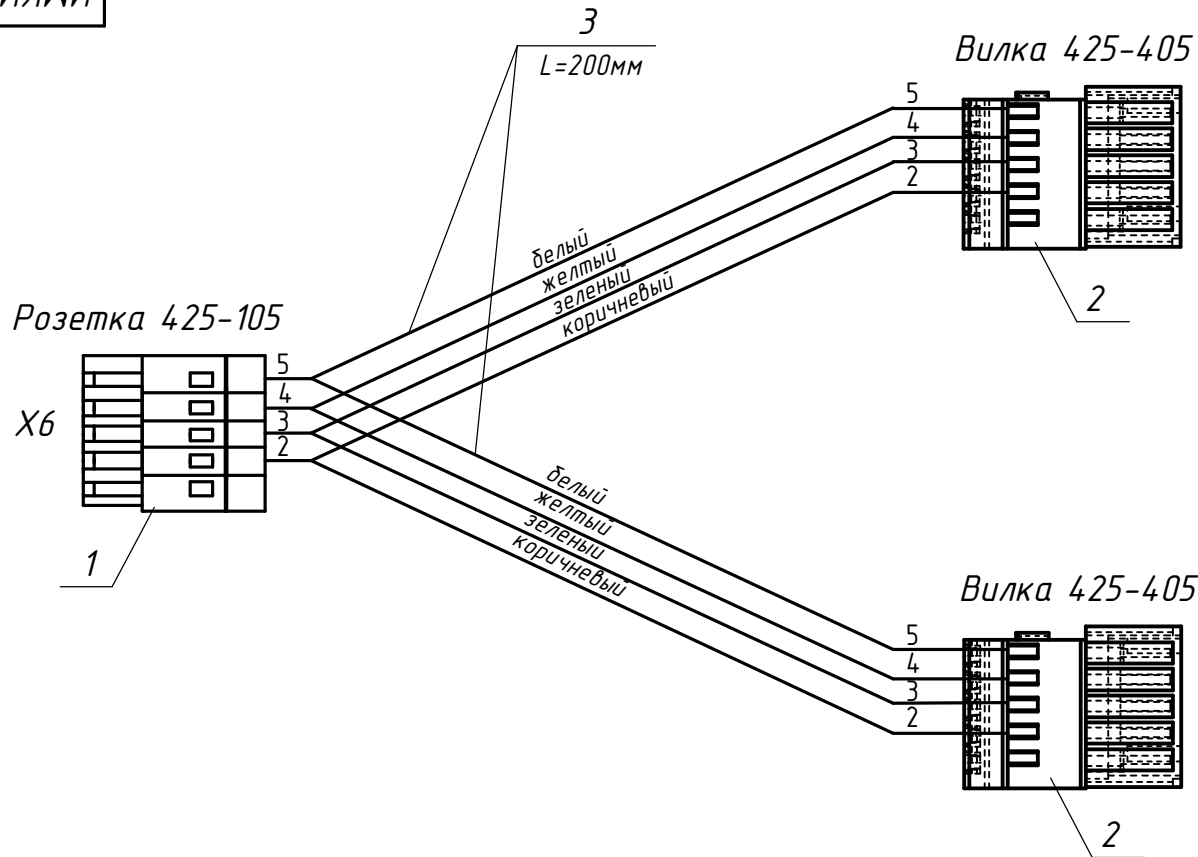 3
L=200мм
Вилка 425-405
5
4
3
2
белый
желтый
зеленый
коричневый
2
Розетка 425-105
X6
5
4
3
2
1
белый
желтый
зеленый
коричневый
Вилка 425-405
5
4
3
2
2